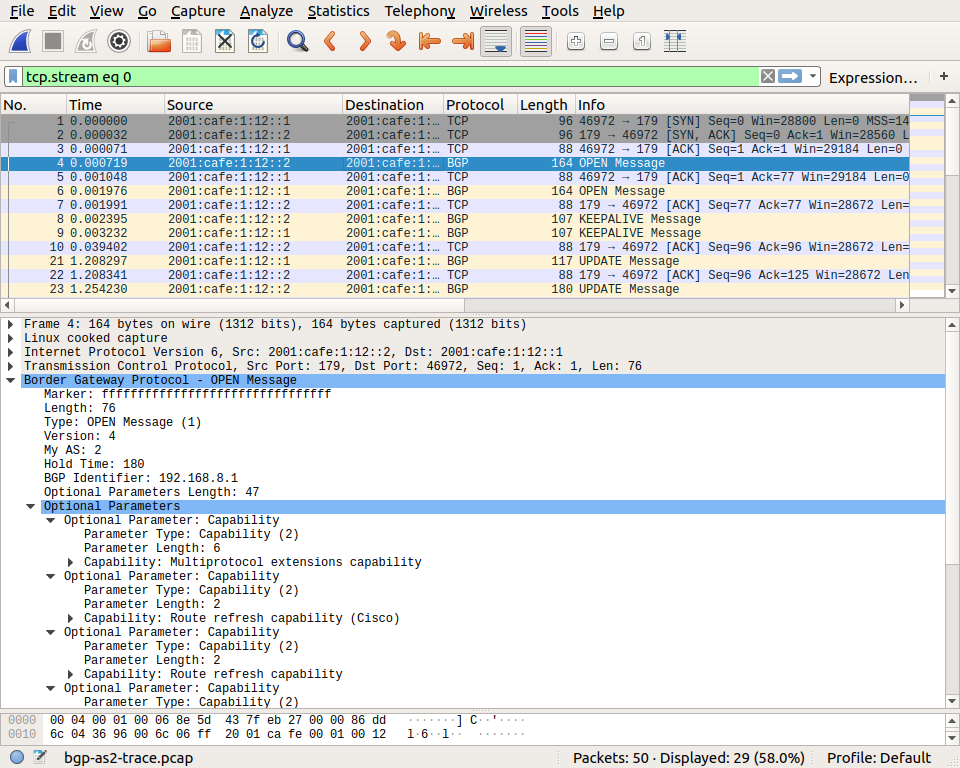 File Edit View Go Capture Analyze Statistics Telephony Wireless Tools Help
tcp.stream eq 0 Expression… +
No. Time Source Destination Protocol Length Info
1 0.000000 2001:cafe:1:12::1 2001:cafe:1:… TCP 96 46972 → 179 [SYN] Seq=0 Win=28800 Len=0 MSS=14
2 0.000032 2001:cafe:1:12::2 2001:cafe:1:… TCP 96 179 → 46972 [SYN, ACK] Seq=0 Ack=1 Win=28560 L
3 0.000071 2001:cafe:1:12::1 2001:cafe:1:… TCP 88 46972 → 179 [ACK] Seq=1 Ack=1 Win=29184 Len=0
4 0.000719 2001:cafe:1:12::2 2001:cafe:1:… BGP 164 OPEN Message
5 0.001048 2001:cafe:1:12::1 2001:cafe:1:… TCP 88 46972 → 179 [ACK] Seq=1 Ack=77 Win=29184 Len=0
6 0.001976 2001:cafe:1:12::1 2001:cafe:1:… BGP 164 OPEN Message
7 0.001991 2001:cafe:1:12::2 2001:cafe:1:… TCP 88 179 → 46972 [ACK] Seq=77 Ack=77 Win=28672 Len=
8 0.002395 2001:cafe:1:12::2 2001:cafe:1:… BGP 107 KEEPALIVE Message
9 0.003232 2001:cafe:1:12::1 2001:cafe:1:… BGP 107 KEEPALIVE Message
10 0.039402 2001:cafe:1:12::2 2001:cafe:1:… TCP 88 179 → 46972 [ACK] Seq=96 Ack=96 Win=28672 Len=
21 1.208297 2001:cafe:1:12::1 2001:cafe:1:… BGP 117 UPDATE Message
22 1.208341 2001:cafe:1:12::2 2001:cafe:1:… TCP 88 179 → 46972 [ACK] Seq=96 Ack=125 Win=28672 Len
23 1.254230 2001:cafe:1:12::2 2001:cafe:1:… BGP 180 UPDATE Message
Frame 4: 164 bytes on wire (1312 bits), 164 bytes captured (1312 bits)
Linux cooked capture
Internet Protocol Version 6, Src: 2001:cafe:1:12::2, Dst: 2001:cafe:1:12::1
Transmission Control Protocol, Src Port: 179, Dst Port: 46972, Seq: 1, Ack: 1, Len: 76
Border Gateway Protocol - OPEN Message
Marker: ffffffffffffffffffffffffffffffff
Length: 76
Type: OPEN Message (1)
Version: 4
My AS: 2
Hold Time: 180
BGP Identifier: 192.168.8.1
Optional Parameters Length: 47
Optional Parameters
Optional Parameter: Capability
Parameter Type: Capability (2)
Parameter Length: 6
Capability: Multiprotocol extensions capability
Optional Parameter: Capability
Parameter Type: Capability (2)
Parameter Length: 2
Capability: Route refresh capability (Cisco)
Optional Parameter: Capability
Parameter Type: Capability (2)
Parameter Length: 2
Capability: Route refresh capability
Optional Parameter: Capability
Parameter Type: Capability (2)
0000 00 04 00 01 00 06 8e 5d 43 7f eb 27 00 00 86 dd ·······] C··'····
0010 6c 04 36 96 00 6c 06 ff 20 01 ca fe 00 01 00 12 l·6··l·· ·······
bgp-as2-trace.pcap Packets: 50 · Displayed: 29 (58.0%) Profile: Default